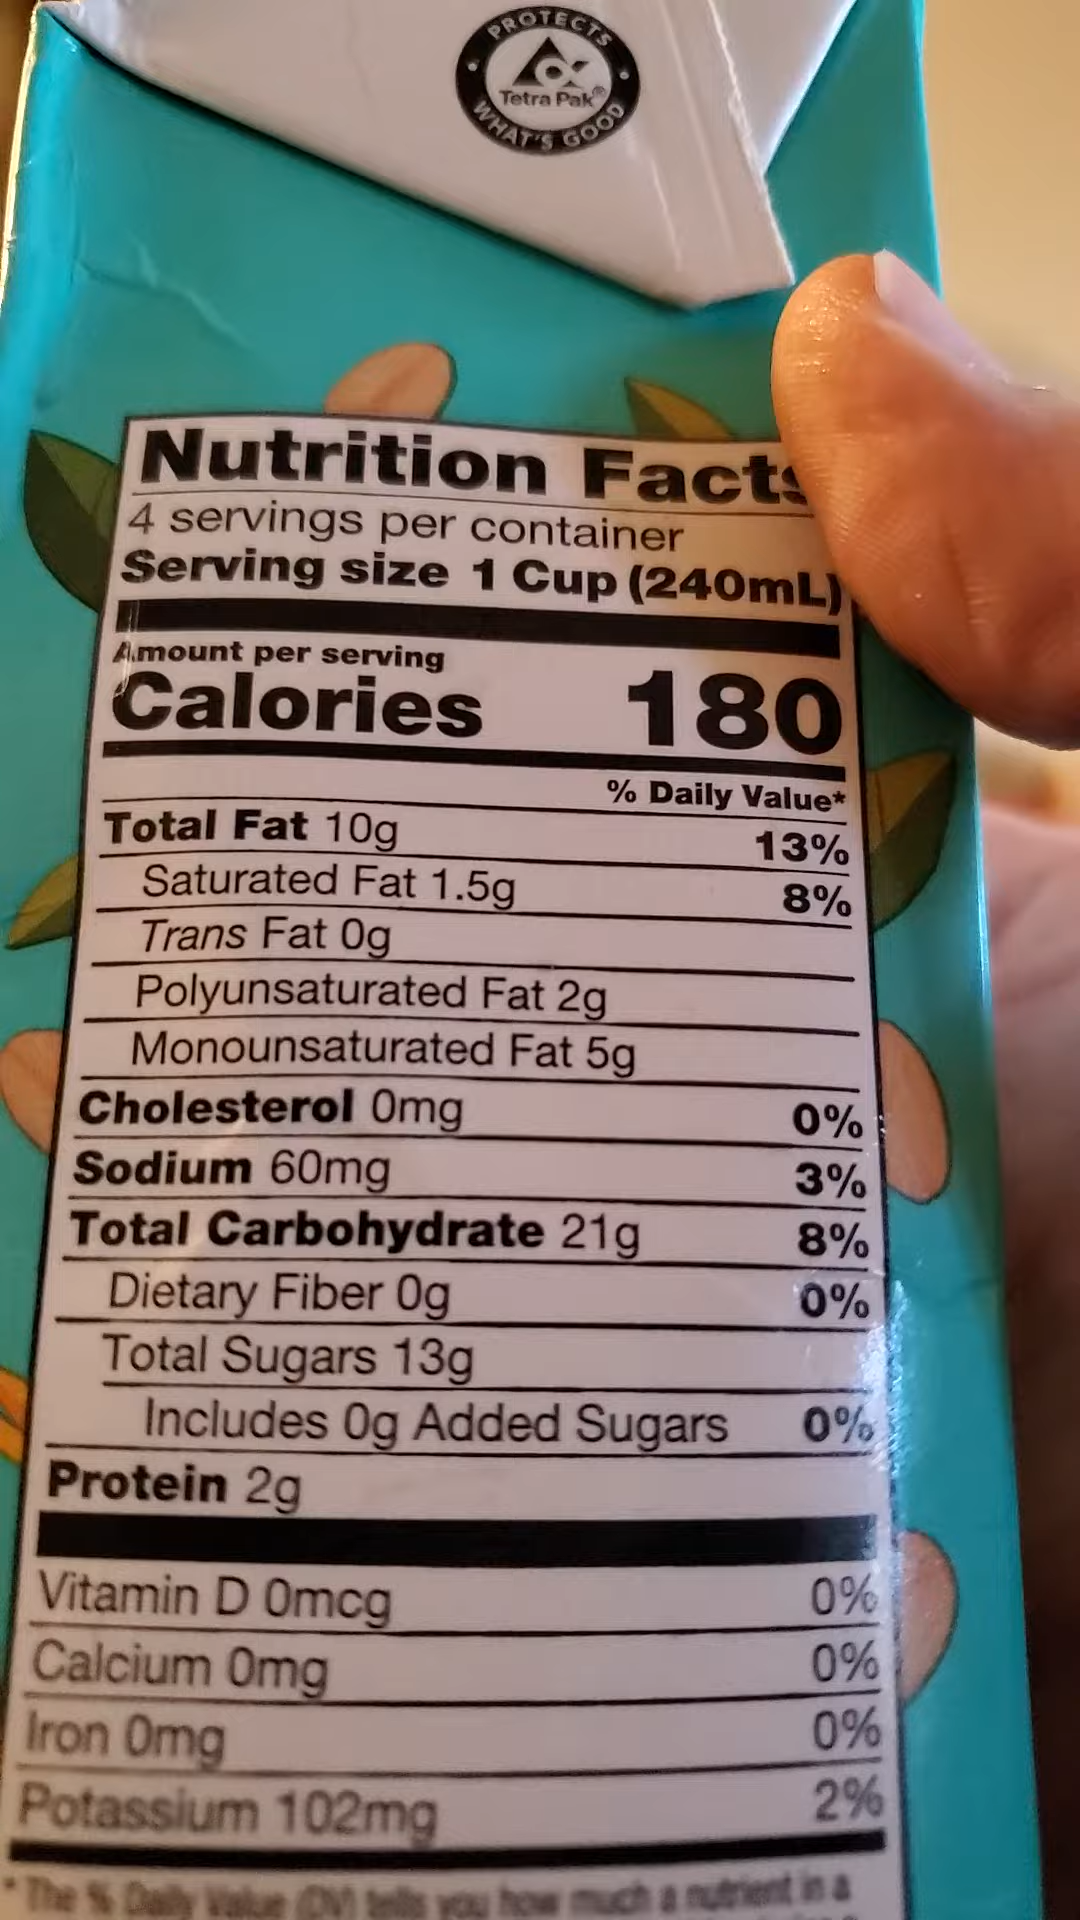 PROTECTS
Tetra Pak®
WHAT'S GOOD
Nutrition Facts
4 servings per container
Serving size 1 Cup (240mL)
Amount per serving
Calories 180
% Daily Value*
Total Fat 10g 13%
Saturated Fat 1.5g 8%
Trans Fat 0g
Polyunsaturated Fat 2g
Monounsaturated Fat 5g
Cholesterol 0mg 0%
Sodium 60mg 3%
Total Carbohydrate 21g 8%
Dietary Fiber 0g 0%
Total Sugars 13g
Includes 0g Added Sugars 0%
Protein 2g
Vitamin D 0mcg 0%
Calcium 0mg 0%
Iron 0mg 0%
Potassium 102mg 2%
* The % Daily Value (DV) tells you how much a nutrient in a